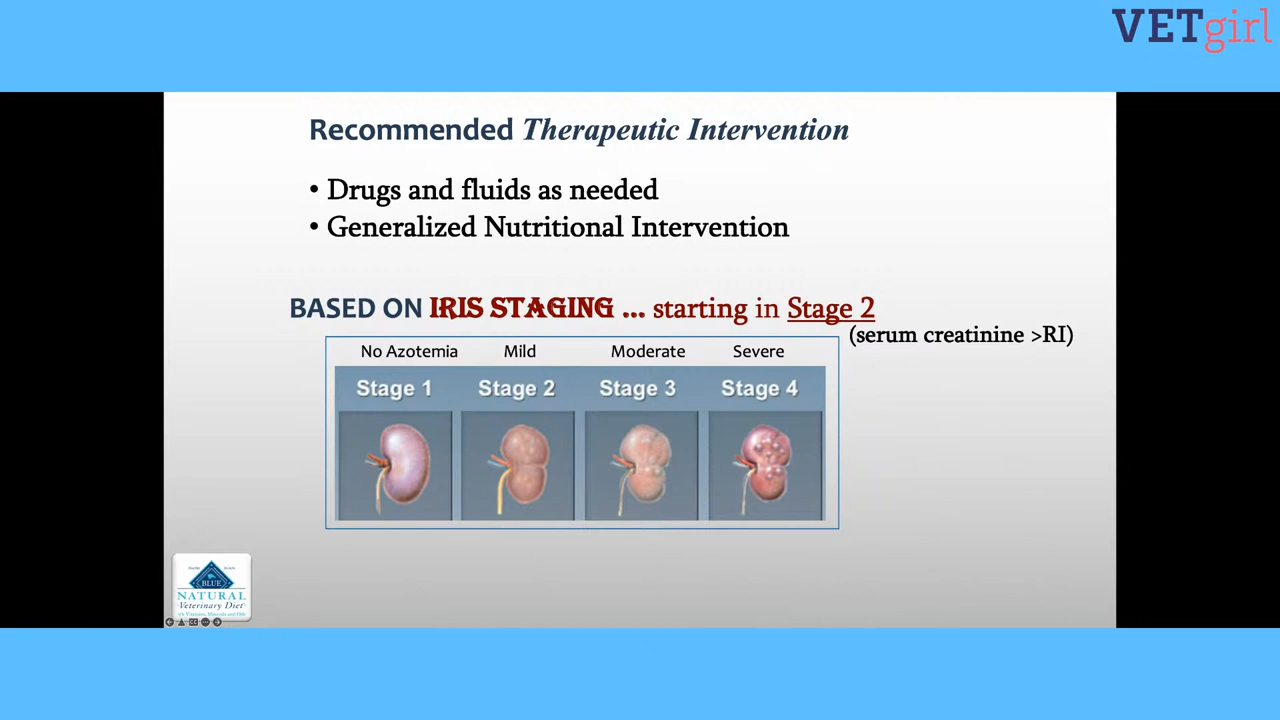 VETgirl
Recommended Therapeutic Intervention
• Drugs and fluids as needed
• Generalized Nutritional Intervention
BASED ON IRIS STAGING ... starting in Stage 2
(serum creatinine >RI)
No Azotemia Mild Moderate Severe
Stage 1 Stage 2 Stage 3 Stage 4
BLUE
NATURAL
Veterinary Diet